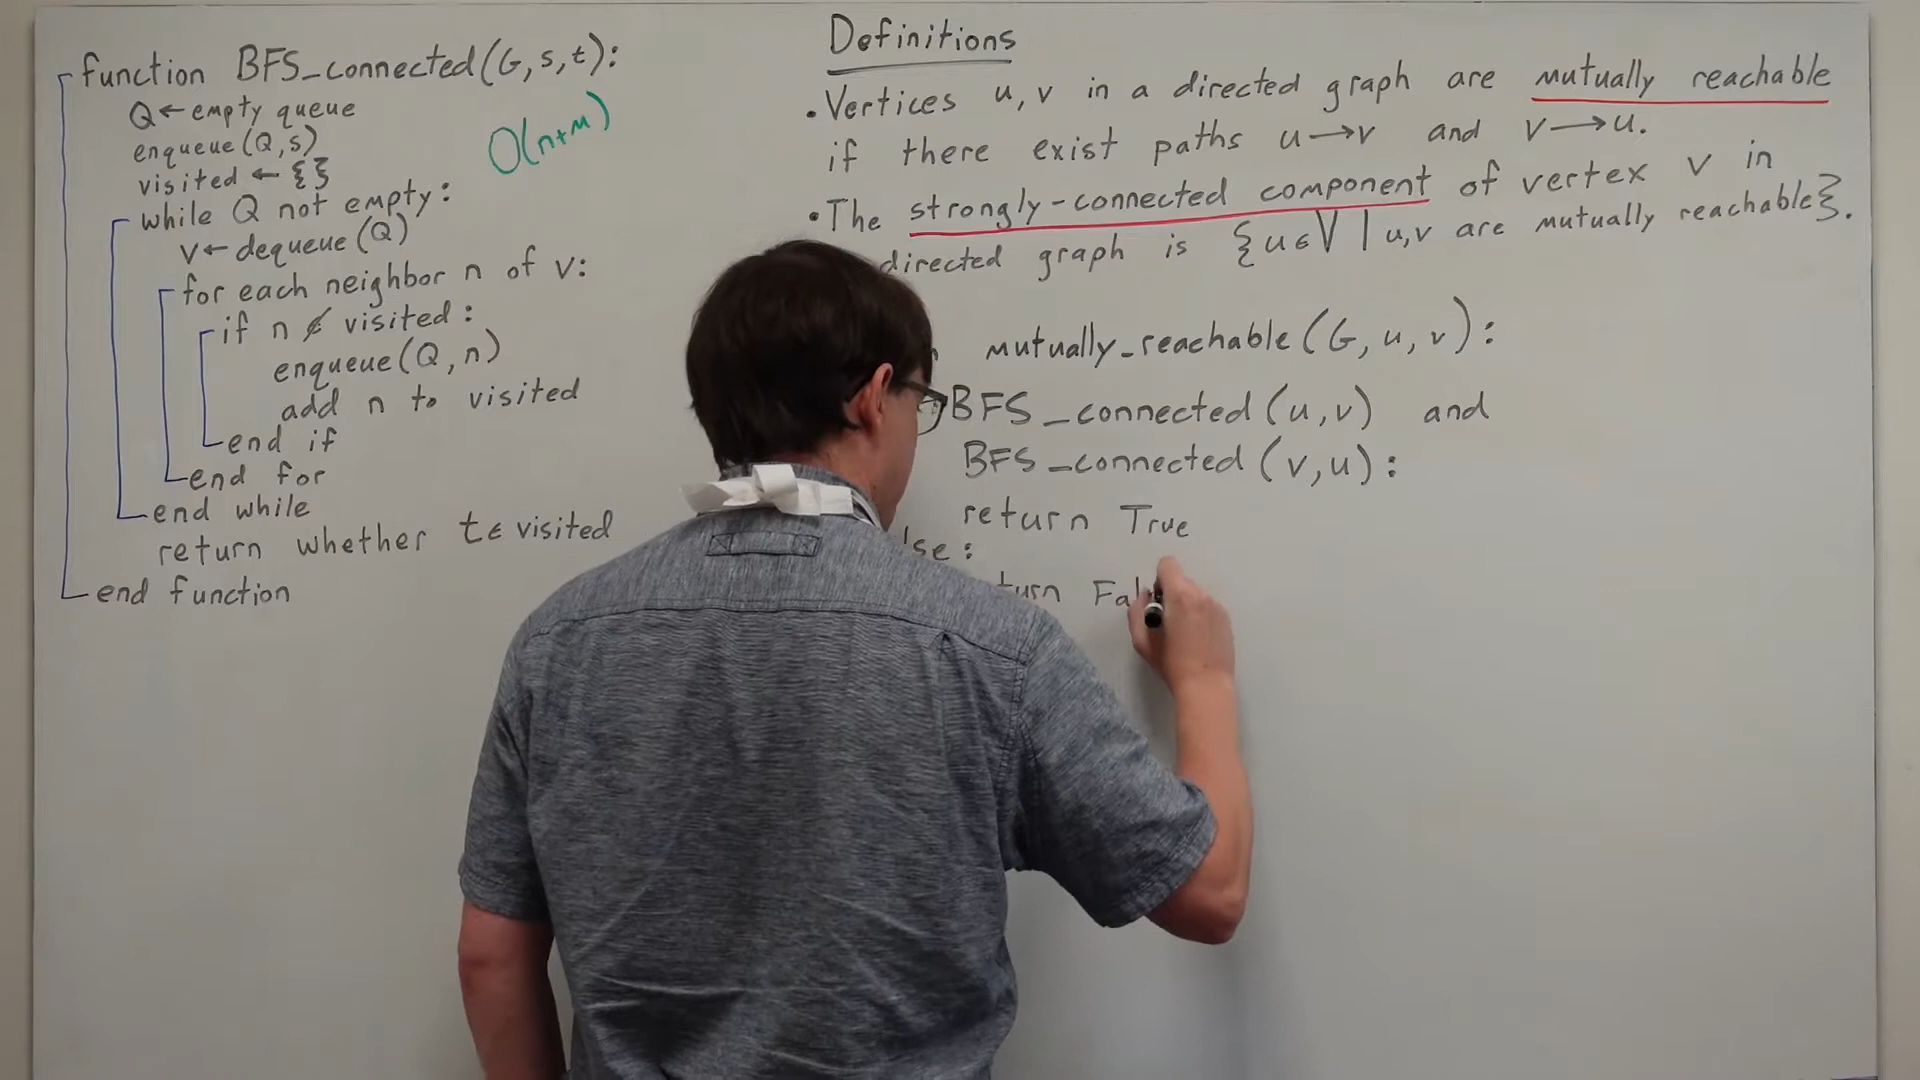 function BFS_connected(G,s,t):
Q←empty queue
enqueue(Q,s)
visited ← {}
O(n+m)
while Q not empty:
v←dequeue(Q)
for each neighbor n of v:
if n ∉ visited:
enqueue(Q,n)
add n to visited
end if
end for
end while
return whether t∈visited
end function
Definitions
•Vertices u,v in a directed graph are mutually reachable
if there exist paths u→v and v→u.
•The strongly-connected component of vertex v in
directed graph is {u∈V | u,v are mutually reachable}.
mutually_reachable(G,u,v):
BFS_connected(u,v) and
BFS_connected(v,u):
return True